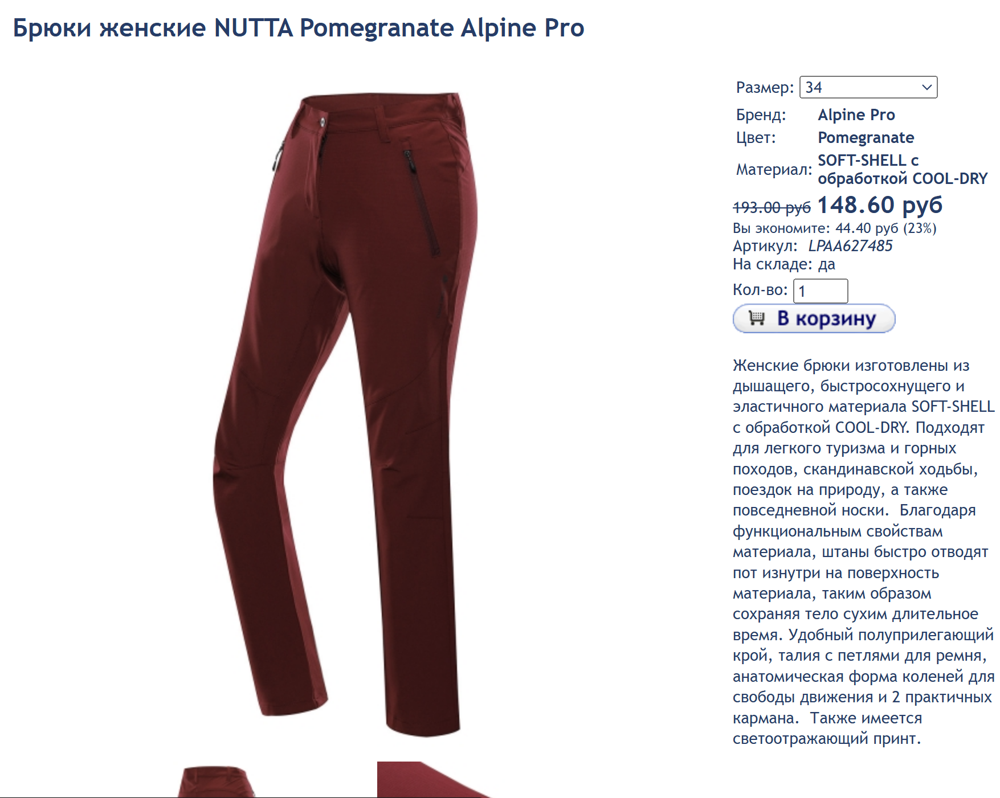 Брюки женские NUTTA Pomegranate Alpine Pro
Размер: 34
Бренд: Alpine Pro
Цвет: Pomegranate
Материал: SOFT-SHELL с
обработкой COOL-DRY
193.00 руб 148.60 руб
Вы экономите: 44.40 руб (23%)
Артикул: LPAA627485
На складе: да
Кол-во: 1
В корзину
Женские брюки изготовлены из
дышащего, быстросохнущего и
эластичного материала SOFT-SHELL
с обработкой COOL-DRY. Подходят
для легкого туризма и горных
походов, скандинавской ходьбы,
поездок на природу, а также
повседневной носки.  Благодаря
функциональным свойствам
материала, штаны быстро отводят
пот изнутри на поверхность
материала, таким образом
сохраняя тело сухим длительное
время. Удобный полуприлегающий
крой, талия с петлями для ремня,
анатомическая форма коленей для
свободы движения и 2 практичных
кармана.  Также имеется
светоотражающий принт.